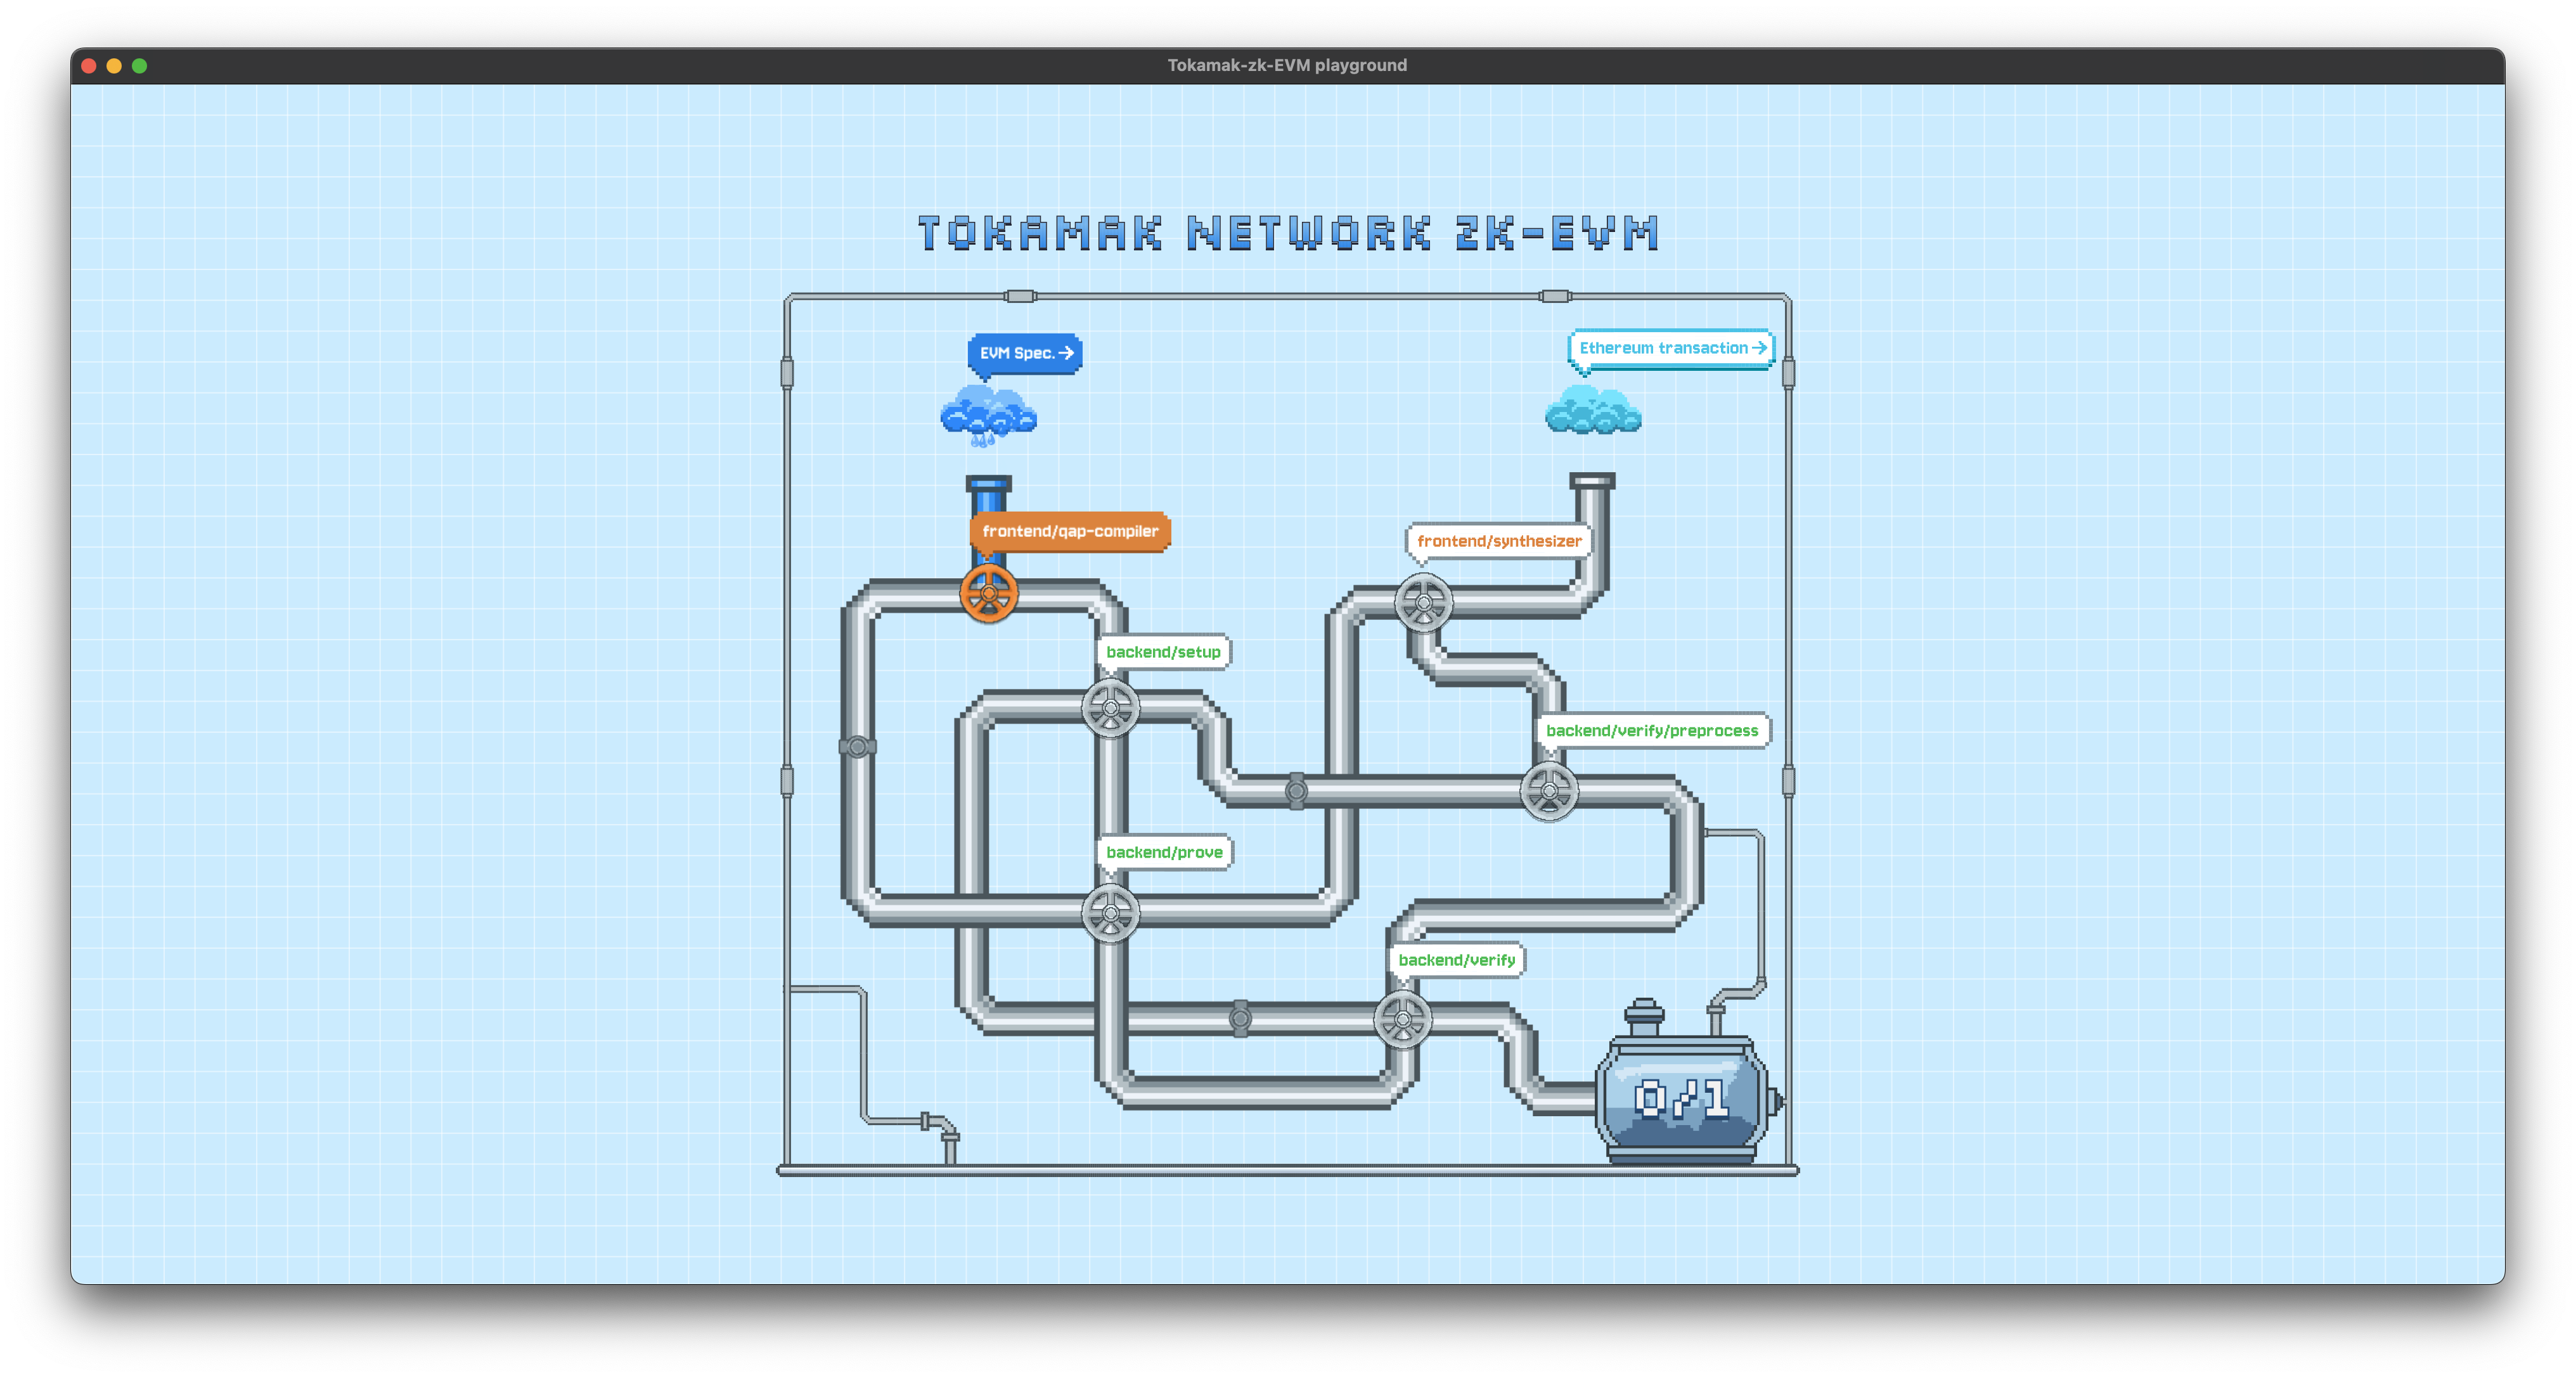 Tokamak-zk-EVM playground
TOKAMAK NETWORK ZK-EVM
EVM Spec. →
Ethereum transaction →
frontend/qap-compiler
frontend/synthesizer
backend/setup
backend/verify/preprocess
backend/prove
backend/verify
0/1